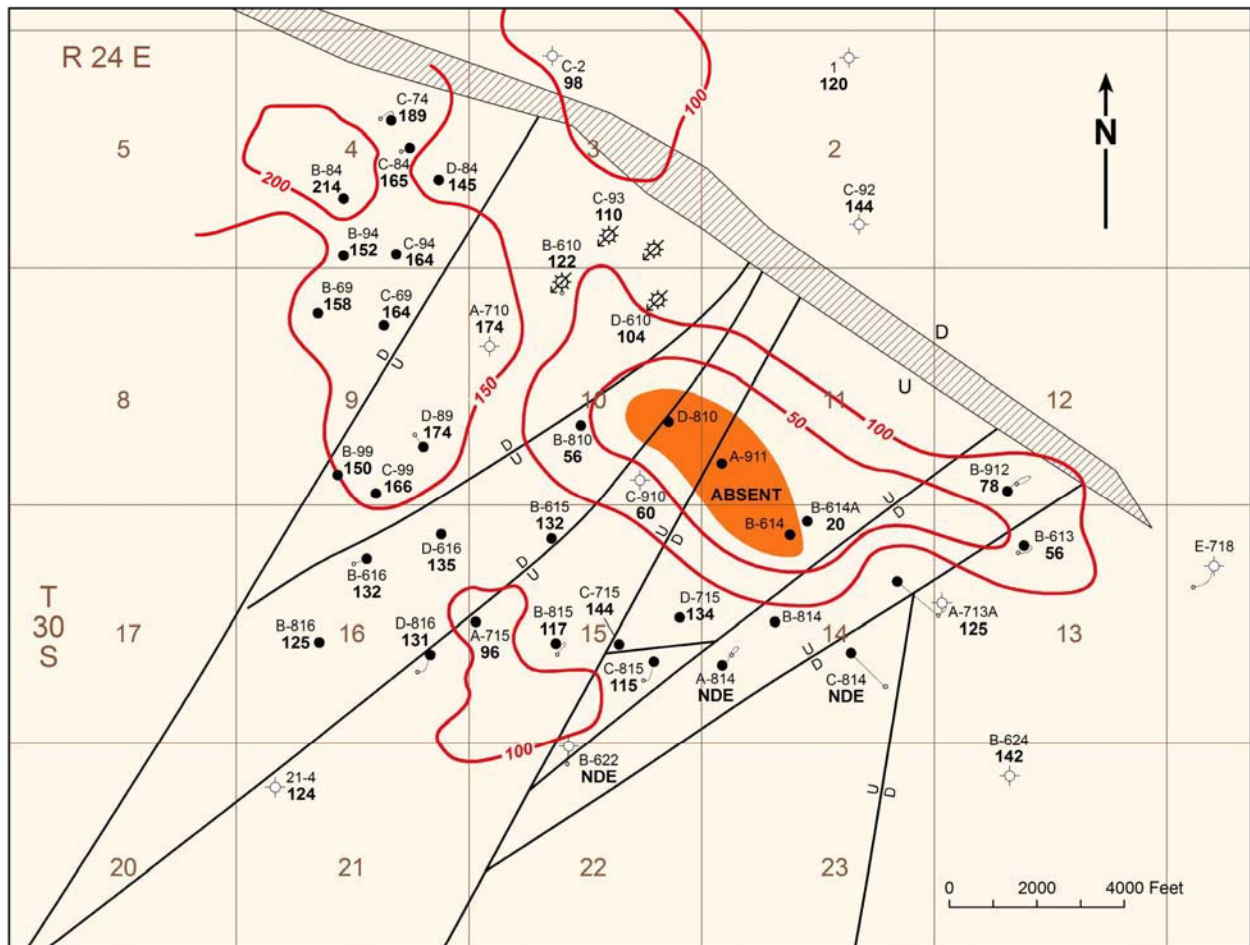 R 24 E
C-2
98
1
120
100
N
C-74
189
5
4
3
2
C-84
165
D-84
145
B-84
214
200
C-93
110
C-92
144
B-94
152
C-94
164
B-610
122
B-69
158
C-69
164
A-710
174
D-610
104
D
U
D
U
150
8
9
10
11
12
50
100
D-89
174
D-810
B-810
56
D
U
B-99
150
C-99
166
A-911
ABSENT
B-912
78
C-910
60
B-615
132
B-614A
20
B-614
U
D
U
D
B-613
56
E-718
D-616
135
B-616
132
D
U
T
30
S
17
16
15
14
13
B-816
125
D-816
131
A-715
96
B-815
117
C-715
144
D-715
134
B-814
A-713A
125
C-815
115
A-814
NDE
U
D
C-814
NDE
100
B-622
NDE
B-624
142
21-4
124
U
D
20
21
22
23
0
2000
4000 Feet